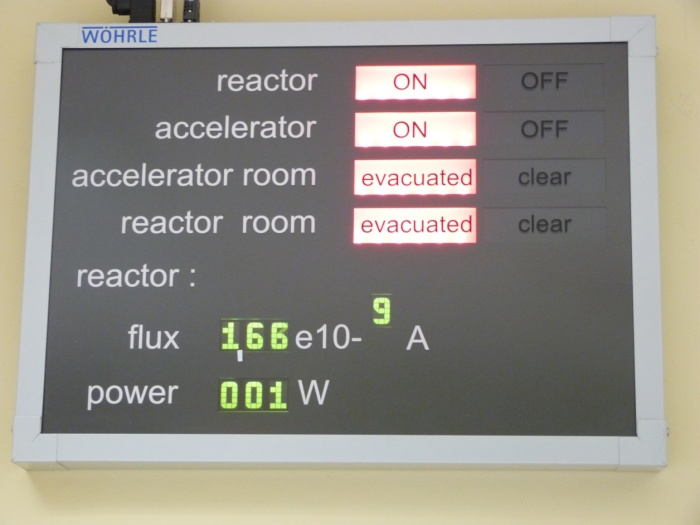 WÖHRLE
reactor ON OFF
accelerator ON OFF
accelerator room evacuated clear
reactor room evacuated clear
reactor :
flux 1,66 e10-9 A
power 001 W